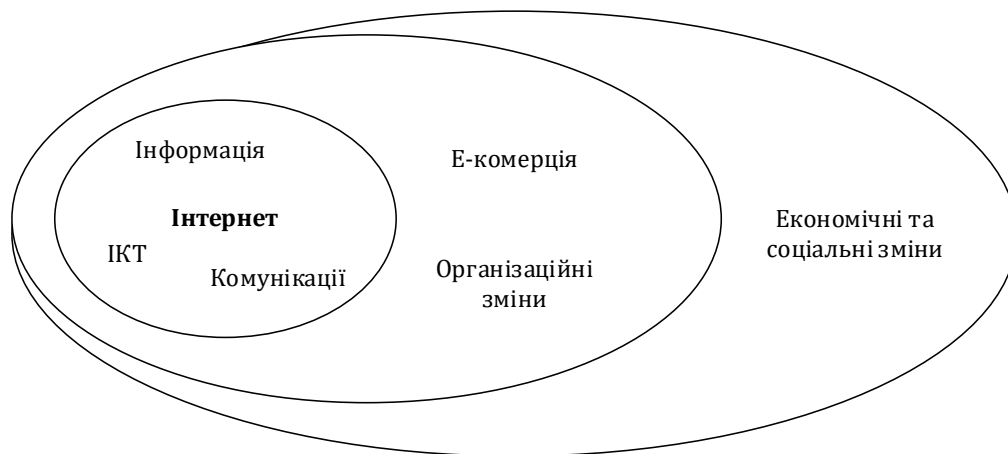 Інформація
Інтернет
ІКТ
Комунікації
Е-комерція
Організаційні
зміни
Економічні та
соціальні зміни